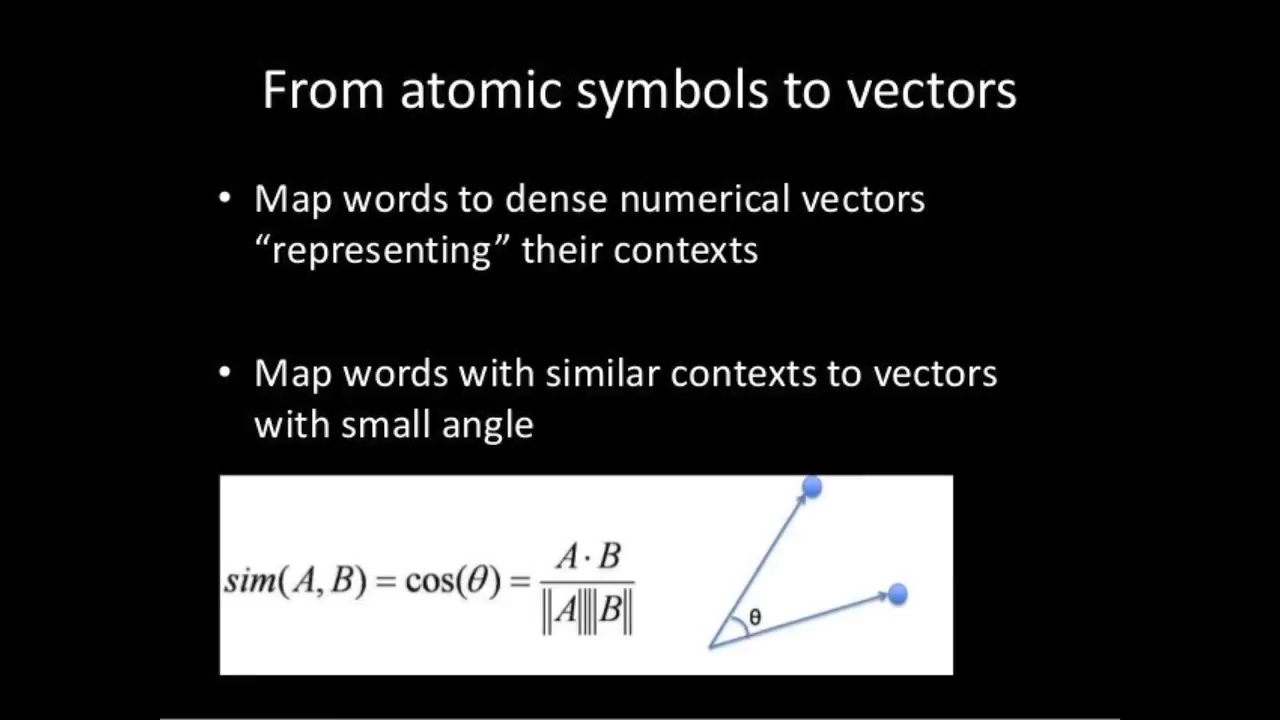 From atomic symbols to vectors
• Map words to dense numerical vectors
“representing” their contexts
• Map words with similar contexts to vectors
with small angle
sim(A, B) = cos(θ) = A · B / ||A||||B||
θ